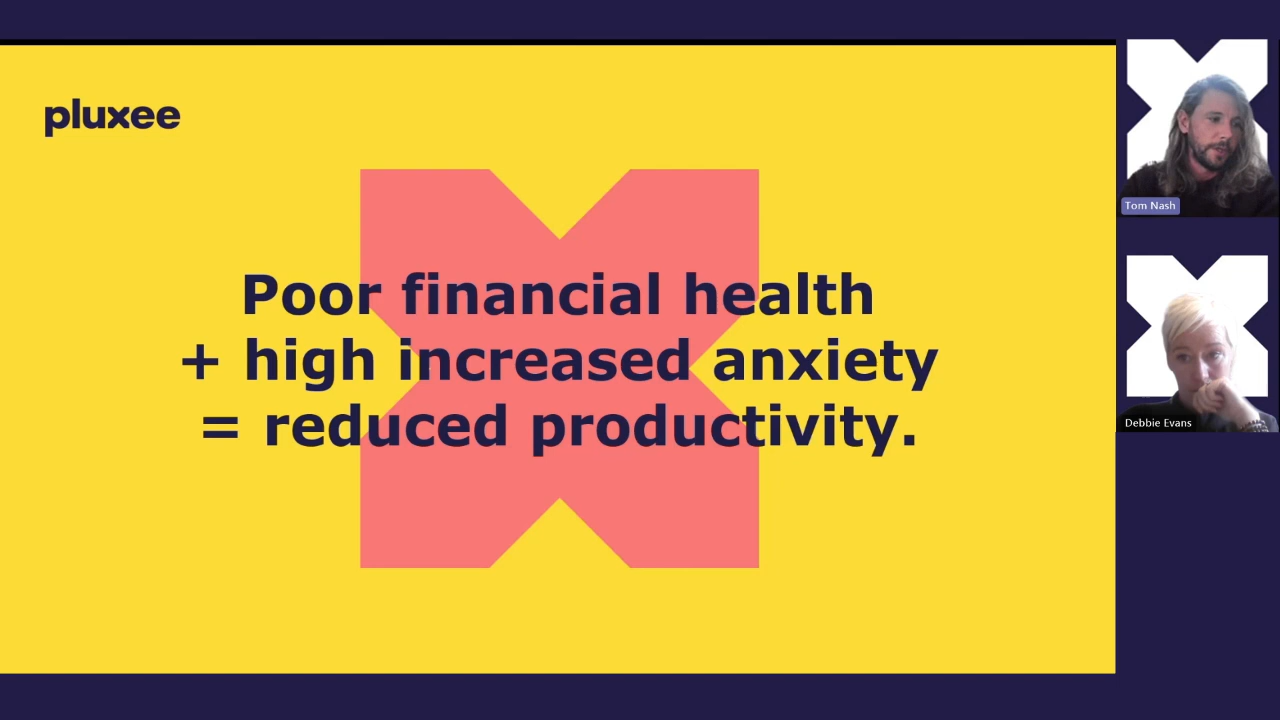 pluxee
Poor financial health
+ high increased anxiety
= reduced productivity.
Tom Nash
Debbie Evans